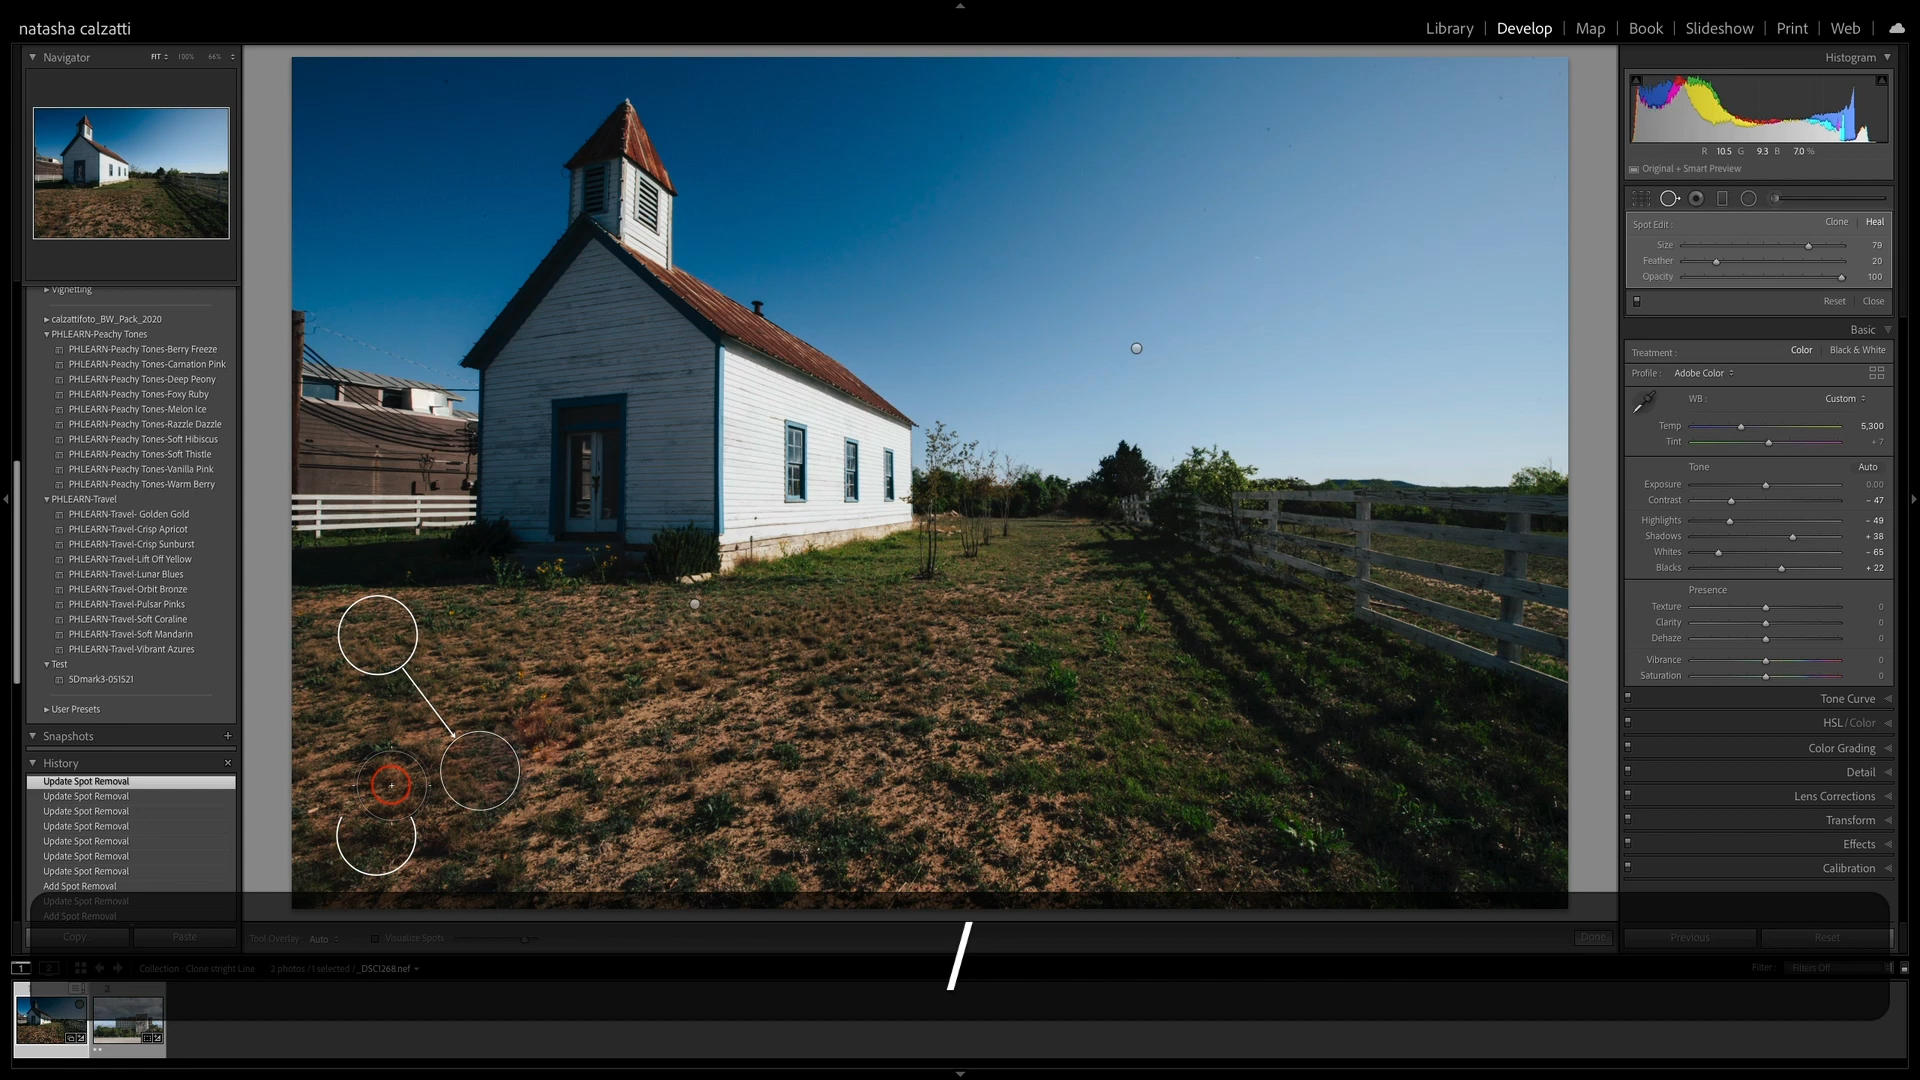 natasha calzatti
Library | Develop | Map | Book | Slideshow | Print | Web
Navigator FIT 100% 66%
Vignetting
calzattifoto_BW_Pack_2020
PHLEARN-Peachy Tones
PHLEARN-Peachy Tones-Berry Freeze
PHLEARN-Peachy Tones-Carnation Pink
PHLEARN-Peachy Tones-Deep Peony
PHLEARN-Peachy Tones-Foxy Ruby
PHLEARN-Peachy Tones-Melon Ice
PHLEARN-Peachy Tones-Razzle Dazzle
PHLEARN-Peachy Tones-Soft Hibiscus
PHLEARN-Peachy Tones-Soft Thistle
PHLEARN-Peachy Tones-Vanilla Pink
PHLEARN-Peachy Tones-Warm Berry
PHLEARN-Travel
PHLEARN-Travel- Golden Gold
PHLEARN-Travel-Crisp Apricot
PHLEARN-Travel-Crisp Sunburst
PHLEARN-Travel-Lift Off Yellow
PHLEARN-Travel-Lunar Blues
PHLEARN-Travel-Orbit Bronze
PHLEARN-Travel-Pulsar Pinks
PHLEARN-Travel-Soft Coraline
PHLEARN-Travel-Soft Mandarin
PHLEARN-Travel-Vibrant Azures
Test
5Dmark3-051521
User Presets
Snapshots +
History ×
Update Spot Removal
Update Spot Removal
Update Spot Removal
Update Spot Removal
Update Spot Removal
Update Spot Removal
Update Spot Removal
Add Spot Removal
Update Spot Removal
Add Spot Removal
Copy... Paste
Tool Overlay : Auto Visualize Spots Done
/
Histogram
R 10.5 G 9.3 B 7.0 %
Original + Smart Preview
Spot Edit : Clone Heal
Size 79
Feather 20
Opacity 100
Reset Close
Basic
Treatment : Color Black & White
Profile : Adobe Color
WB : Custom
Temp 5,300
Tint + 7
Tone Auto
Exposure 0.00
Contrast - 47
Highlights - 49
Shadows + 38
Whites - 65
Blacks + 22
Presence
Texture 0
Clarity 0
Dehaze 0
Vibrance 0
Saturation 0
Tone Curve
HSL / Color
Color Grading
Detail
Lens Corrections
Transform
Effects
Calibration
Previous Reset
1 2 Collection : Clone stright Line 2 photos / 1 selected / _DSC1268.nef Filter : Filters Off
2